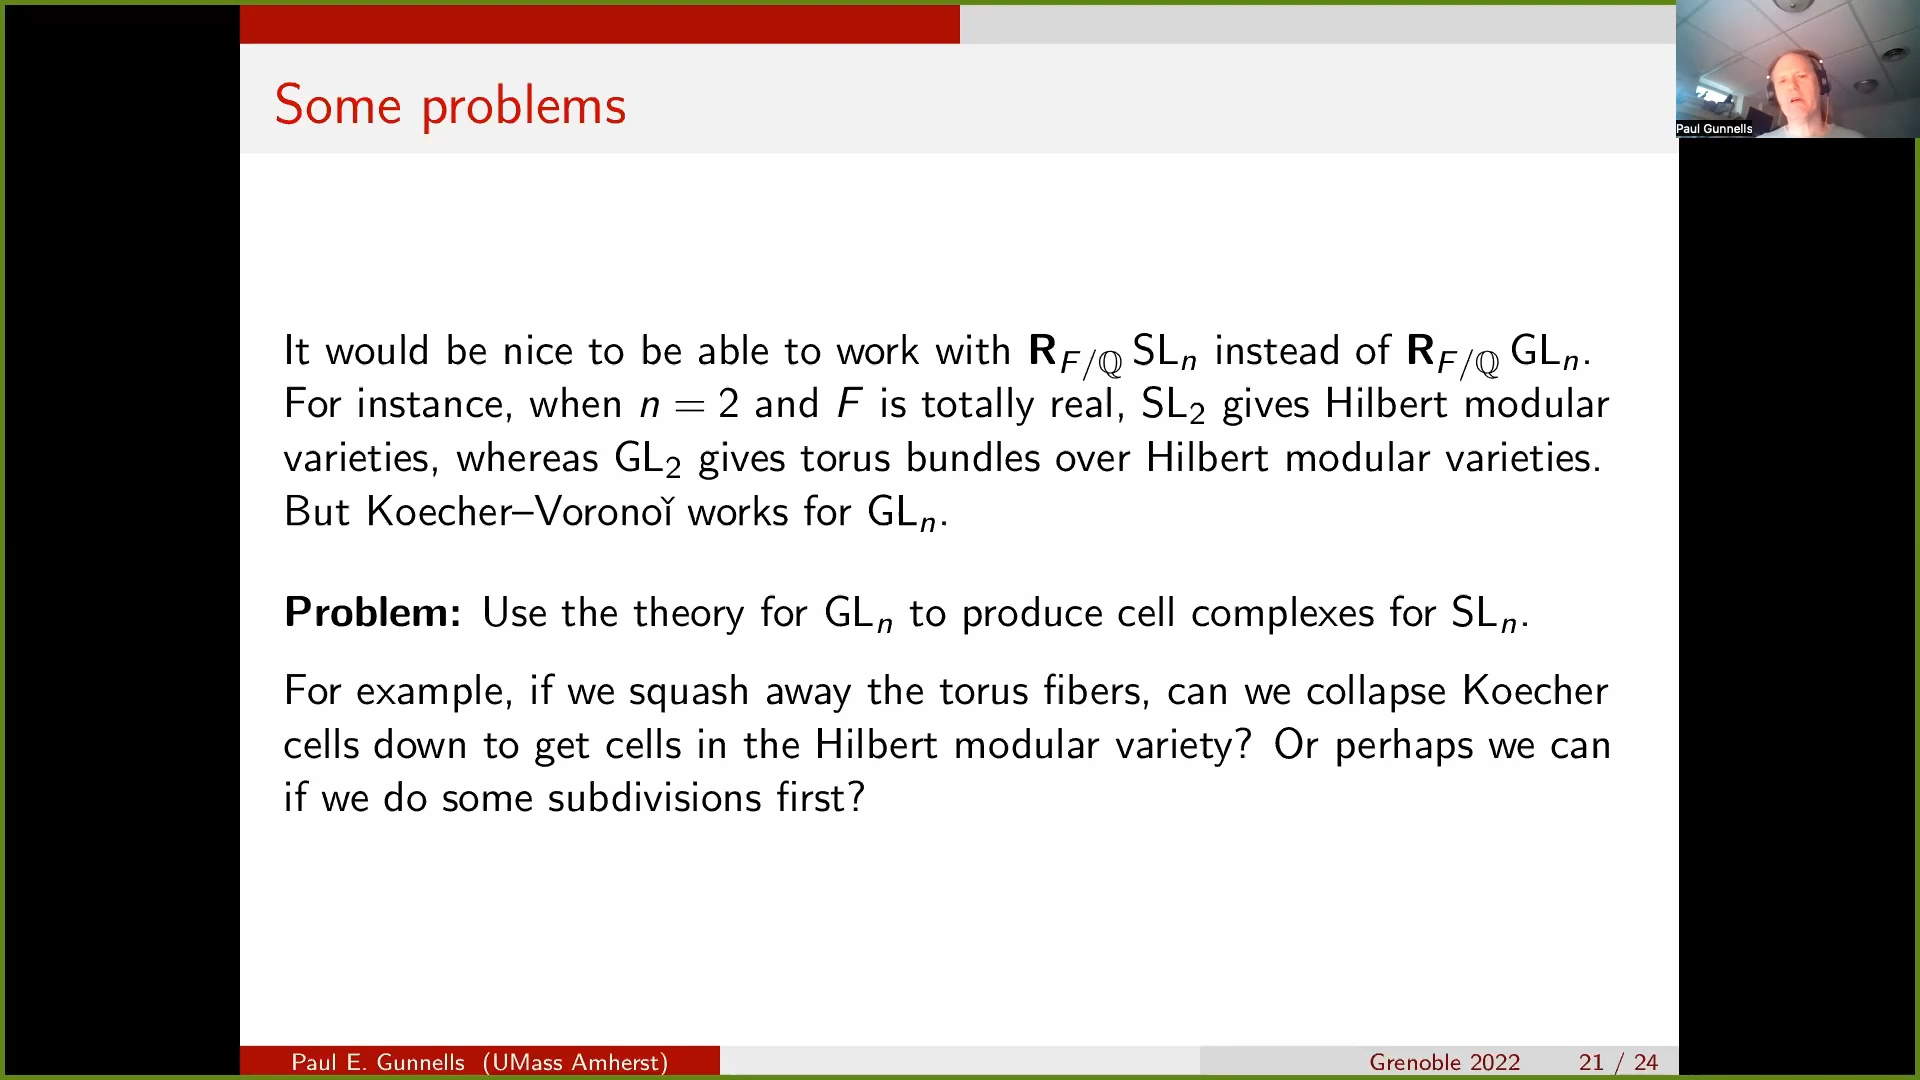 Some problems
Paul Gunnells
It would be nice to be able to work with R_{F/ℚ} SL_n instead of R_{F/ℚ} GL_n.
For instance, when n = 2 and F is totally real, SL_2 gives Hilbert modular
varieties, whereas GL_2 gives torus bundles over Hilbert modular varieties.
But Koecher–Voronoǐ works for GL_n.
Problem: Use the theory for GL_n to produce cell complexes for SL_n.
For example, if we squash away the torus fibers, can we collapse Koecher
cells down to get cells in the Hilbert modular variety? Or perhaps we can
if we do some subdivisions first?
Paul E. Gunnells (UMass Amherst)
Grenoble 2022
21 / 24